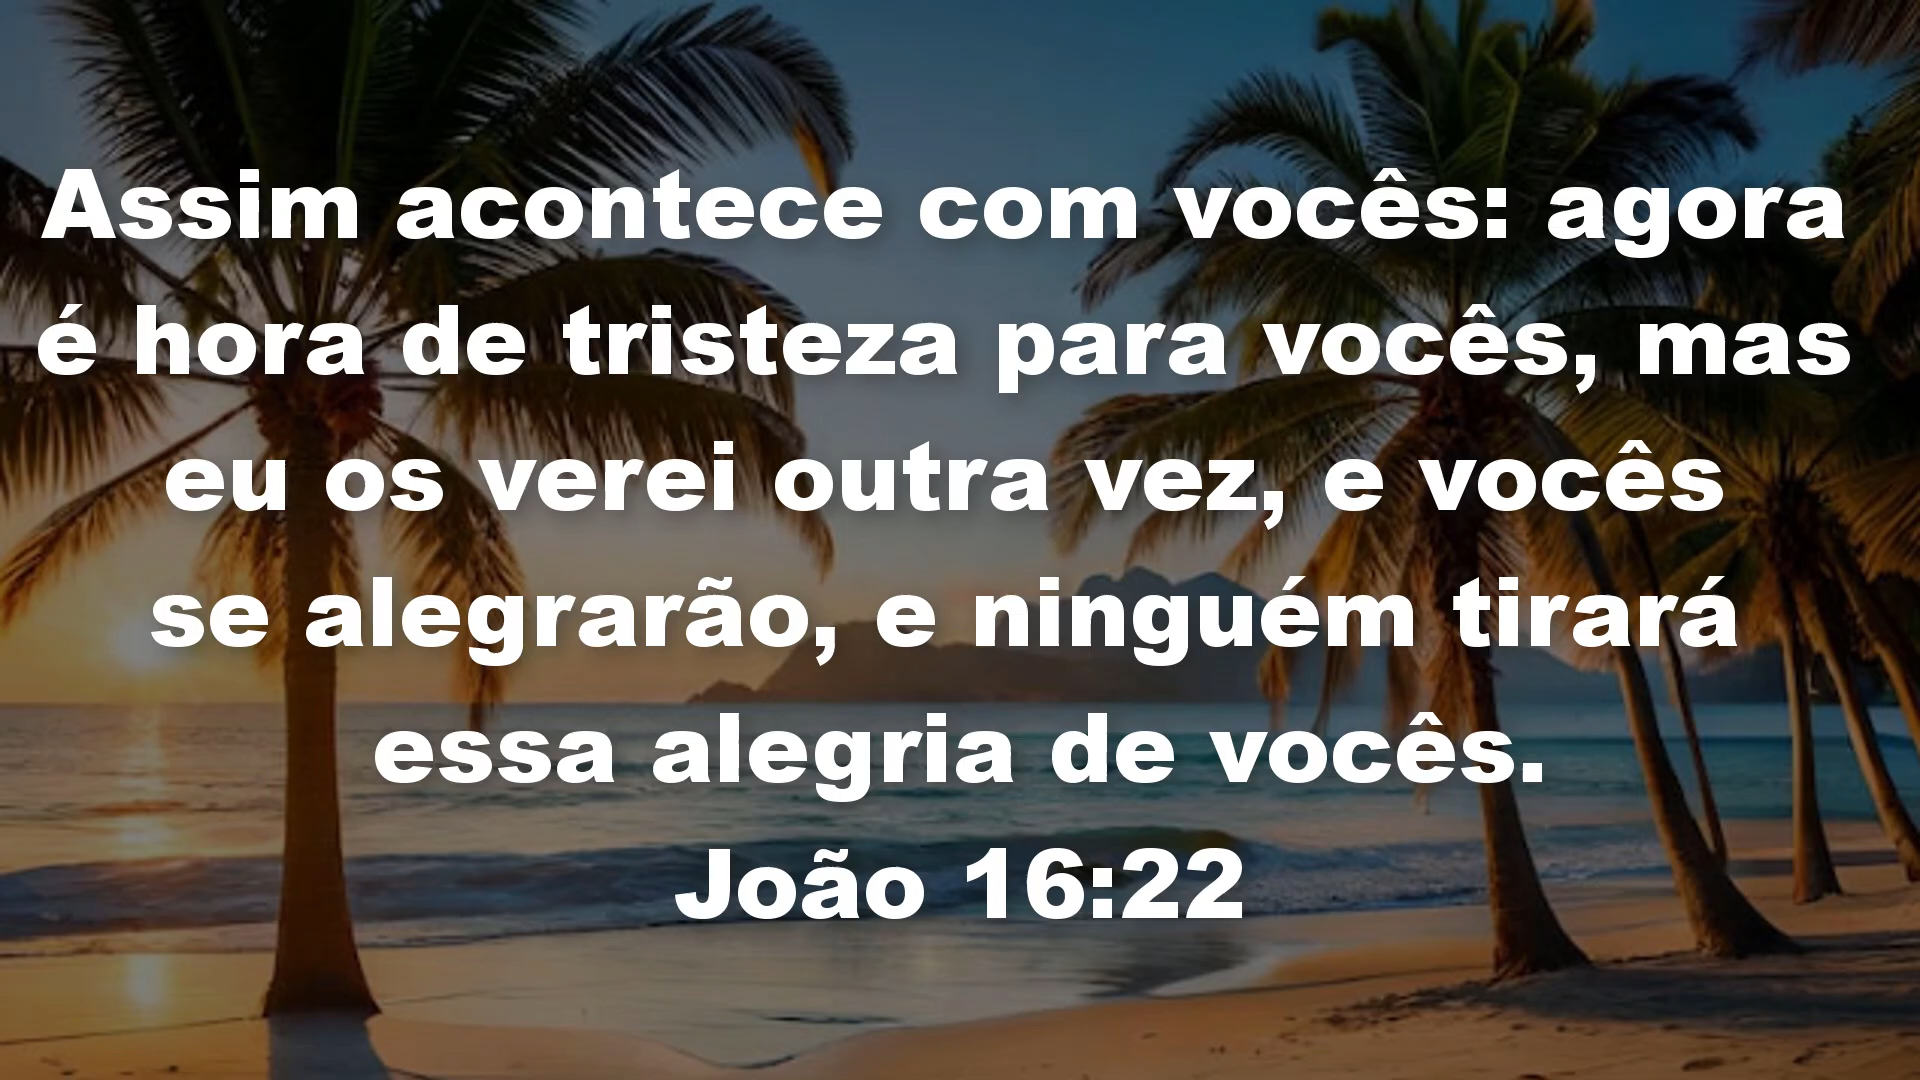 Assim acontece com vocês: agora
é hora de tristeza para vocês, mas
eu os verei outra vez, e vocês
se alegrarão, e ninguém tirará
essa alegria de vocês.
João 16:22